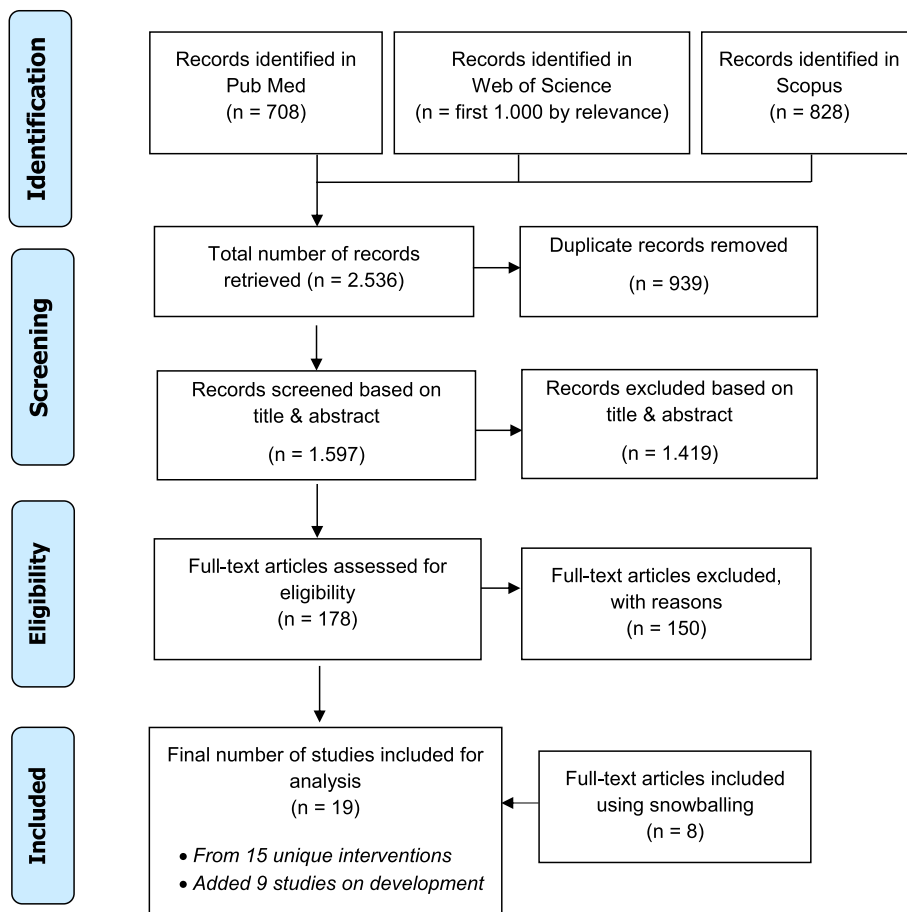 Identification
Records identified in
Pub Med
(n = 708)
Records identified in
Web of Science
(n = first 1.000 by relevance)
Records identified in
Scopus
(n = 828)
Screening
Total number of records
retrieved (n = 2.536)
Duplicate records removed
(n = 939)
Records screened based on
title & abstract
(n = 1.597)
Records excluded based on
title & abstract
(n = 1.419)
Eligibility
Full-text articles assessed for
eligibility
(n = 178)
Full-text articles excluded,
with reasons
(n = 150)
Included
Final number of studies included for
analysis
(n = 19)
• From 15 unique interventions
• Added 9 studies on development
Full-text articles included
using snowballing
(n = 8)